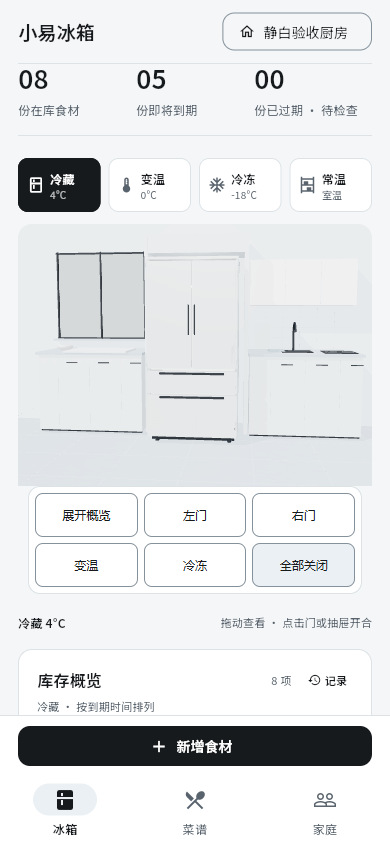 小易冰箱
静白验收厨房
08
05
00
份在库食材
份即将到期
份已过期 · 待检查
冷藏
4°C
变温
0°C
冷冻
-18°C
常温
室温
展开概览
左门
右门
变温
冷冻
全部关闭
冷藏 4°C
拖动查看 · 点击门或抽屉开合
库存概览
8 项
记录
冷藏 · 按到期时间排列
新增食材
冰箱
菜谱
家庭